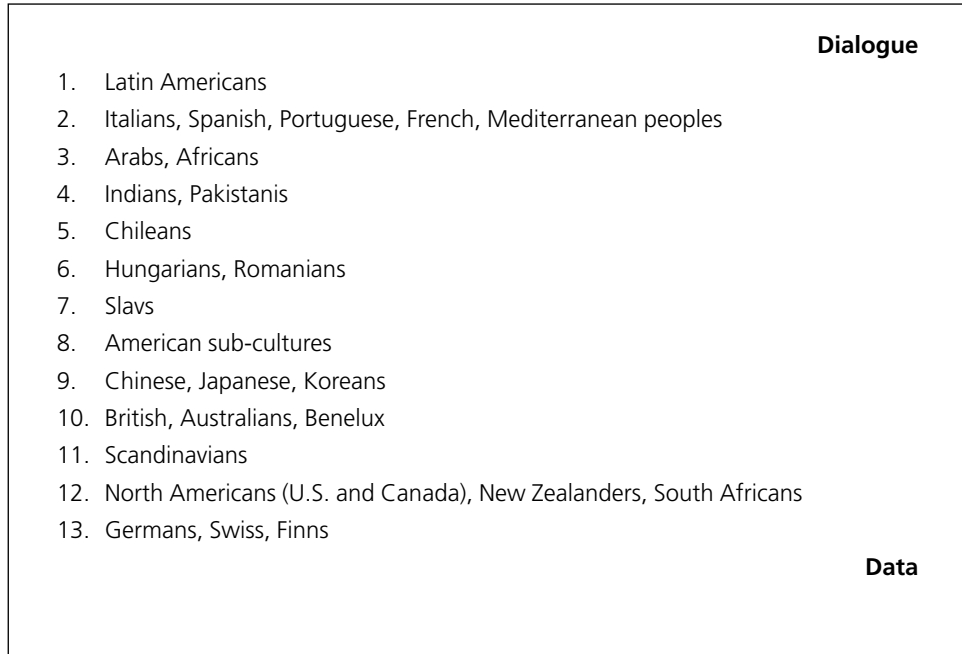 Dialogue
1. Latin Americans
2. Italians, Spanish, Portuguese, French, Mediterranean peoples
3. Arabs, Africans
4. Indians, Pakistanis
5. Chileans
6. Hungarians, Romanians
7. Slavs
8. American sub-cultures
9. Chinese, Japanese, Koreans
10. British, Australians, Benelux
11. Scandinavians
12. North Americans (U.S. and Canada), New Zealanders, South Africans
13. Germans, Swiss, Finns
Data